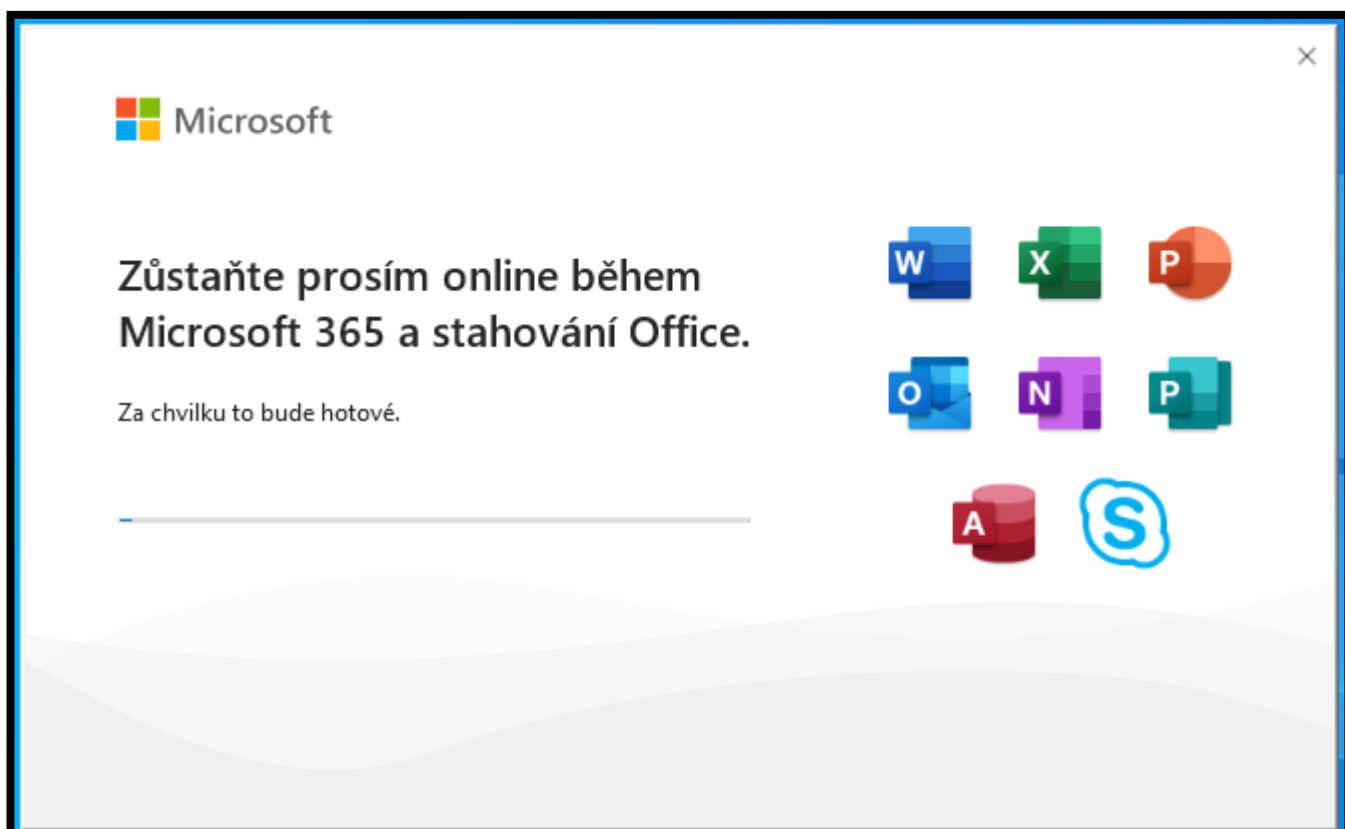 Microsoft
Zůstaňte prosím online během
Microsoft 365 a stahování Office.
Za chvilku to bude hotové.
W X P
O N P
A S